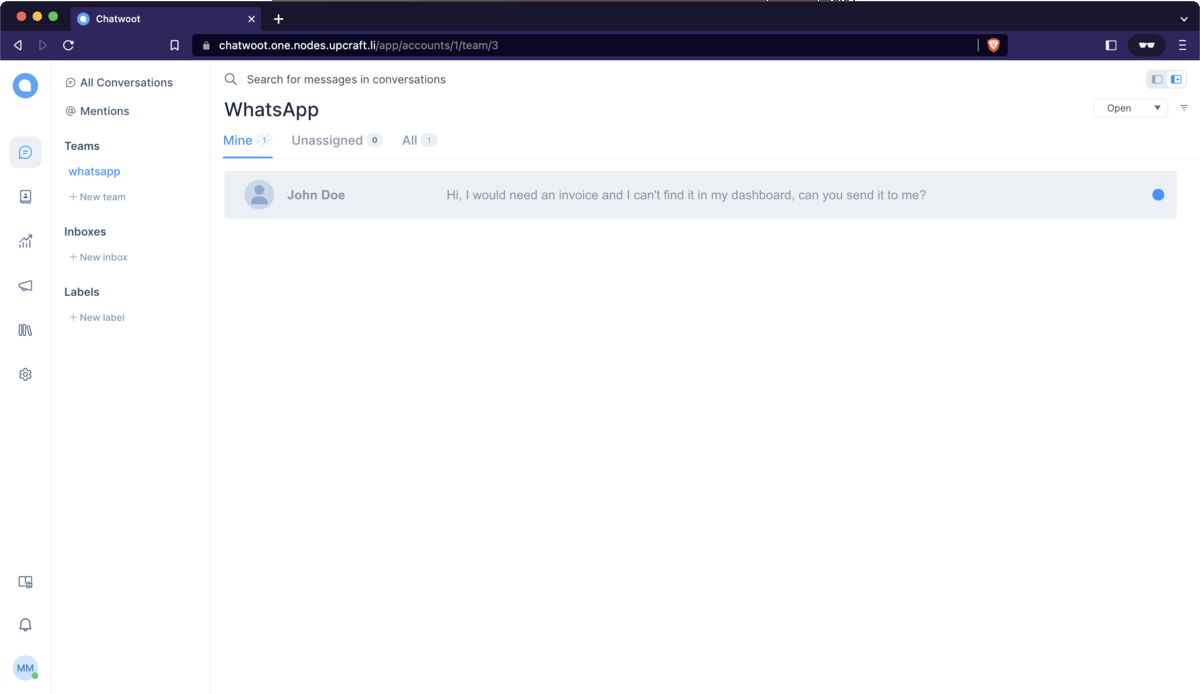 Chatwoot
chatwoot.one.nodes.upcraft.li/app/accounts/1/team/3
All Conversations
Mentions
Teams
whatsapp
New team
Inboxes
New inbox
Labels
New label
MM
Search for messages in conversations
WhatsApp
Open
Mine 1 Unassigned 0 All 1
John Doe Hi, I would need an invoice and I can't find it in my dashboard, can you send it to me?